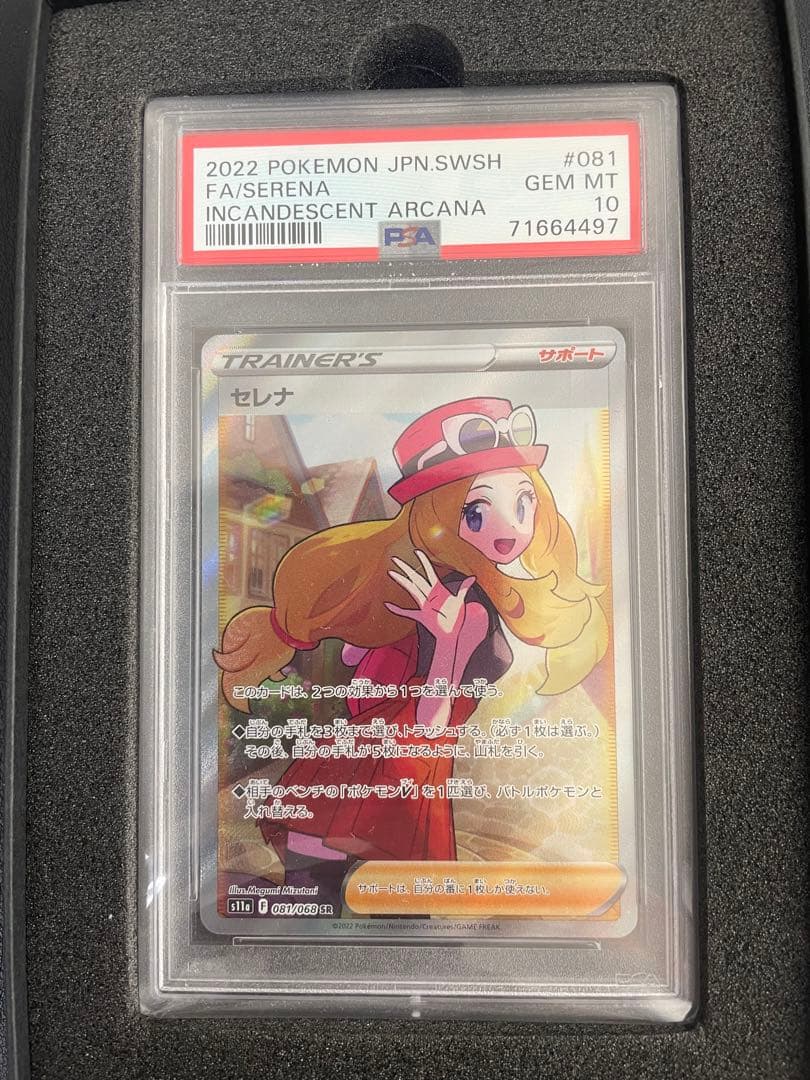 2022 POKEMON JPN.SWSH #081
FA/SERENA GEM MT
INCANDESCENT ARCANA 10
PSA 71664497
TRAINER'S サポート
セレナ
このカードは、2つの効果から1つを選んで使う。
◆自分の手札を3枚まで選び、トラッシュする。(必ず1枚は選ぶ。)
その後、自分の手札が5枚になるように、山札を引く。
◆相手のベンチの「ポケモンV」を1匹選び、バトルポケモンと
入れ替える。
サポートは、自分の番に1枚しか使えない。
Illus. Megumi Mizutani
s11a F 081/068 SR
©2022 Pokémon/Nintendo/Creatures/GAME FREAK.
PSA